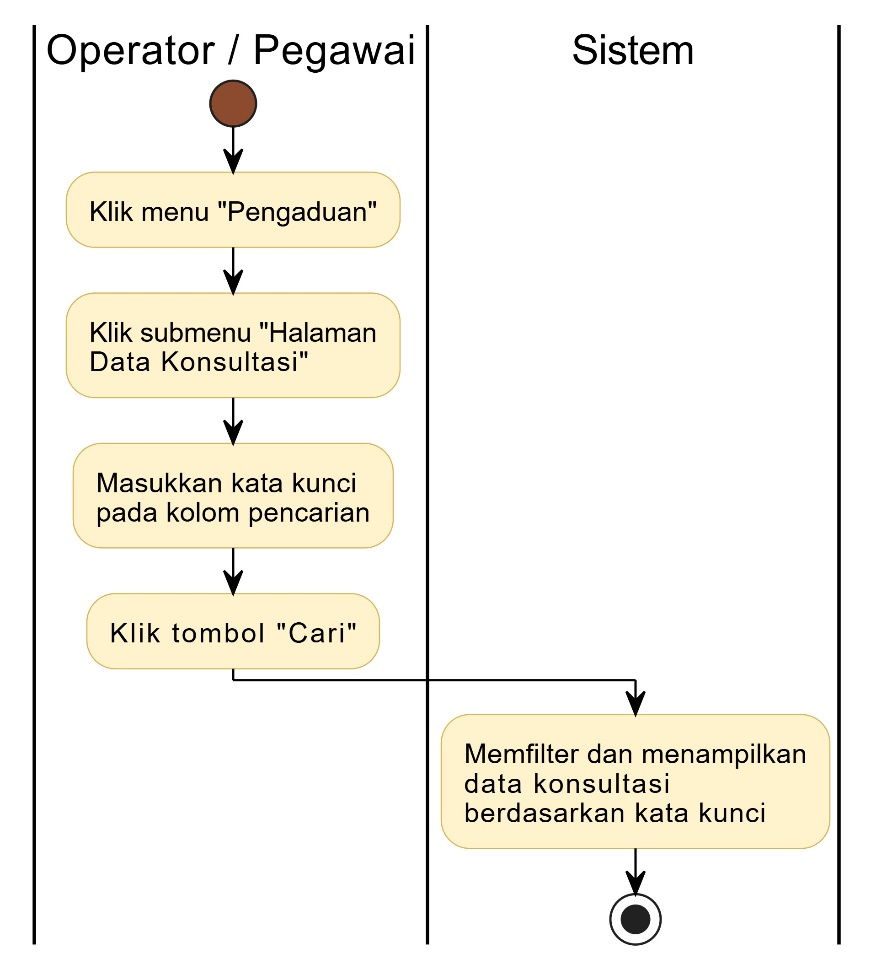 Operator / Pegawai
Sistem
Klik menu "Pengaduan"
Klik submenu "Halaman
Data Konsultasi"
Masukkan kata kunci
pada kolom pencarian
Klik tombol "Cari"
Memfilter dan menampilkan
data konsultasi
berdasarkan kata kunci